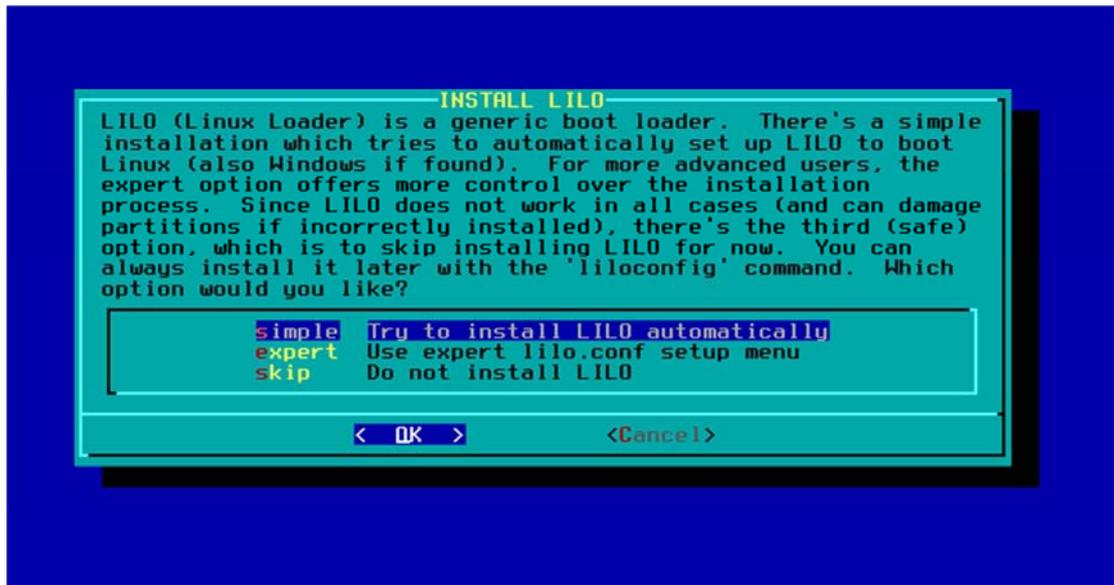 INSTALL LILO
LILO (Linux Loader) is a generic boot loader.  There's a simple
installation which tries to automatically set up LILO to boot
Linux (also Windows if found).  For more advanced users, the
expert option offers more control over the installation
process.  Since LILO does not work in all cases (and can damage
partitions if incorrectly installed), there's the third (safe)
option, which is to skip installing LILO for now.  You can
always install it later with the 'liloconfig' command.  Which
option would you like?
simple  Try to install LILO automatically
expert  Use expert lilo.conf setup menu
skip    Do not install LILO
<  OK  >          <Cancel>